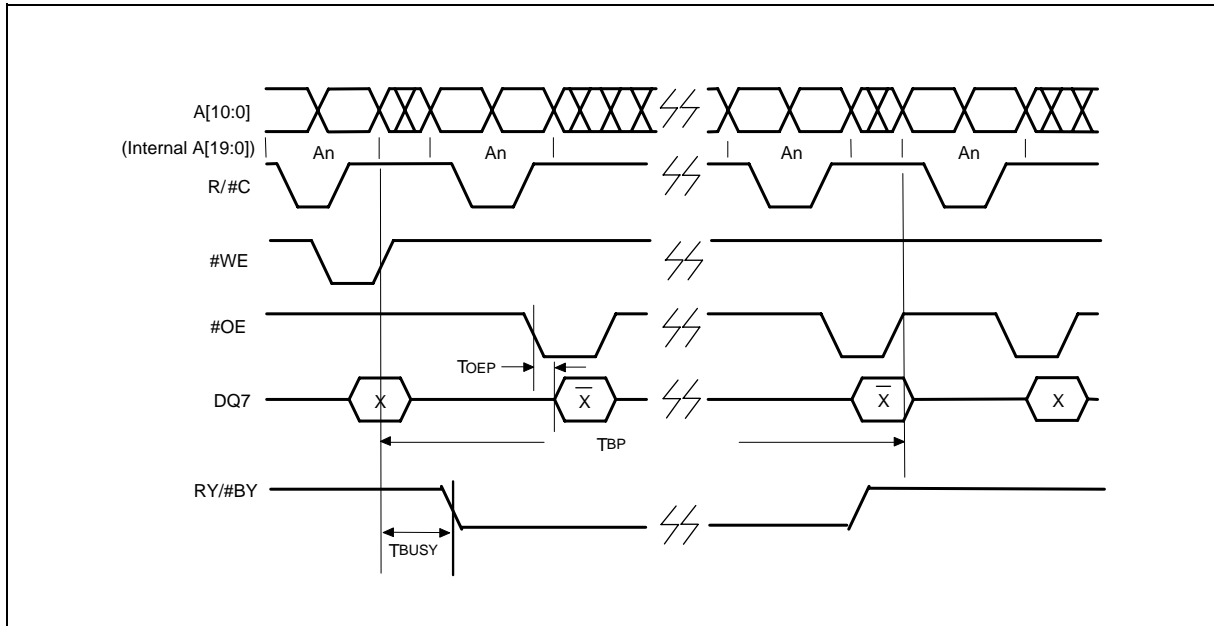 A[10:0]
(Internal A[19:0]) An An An An
R/#C
#WE
#OE
TOEP
DQ7 X X̅ X̅ X
TBP
RY/#BY
TBUSY